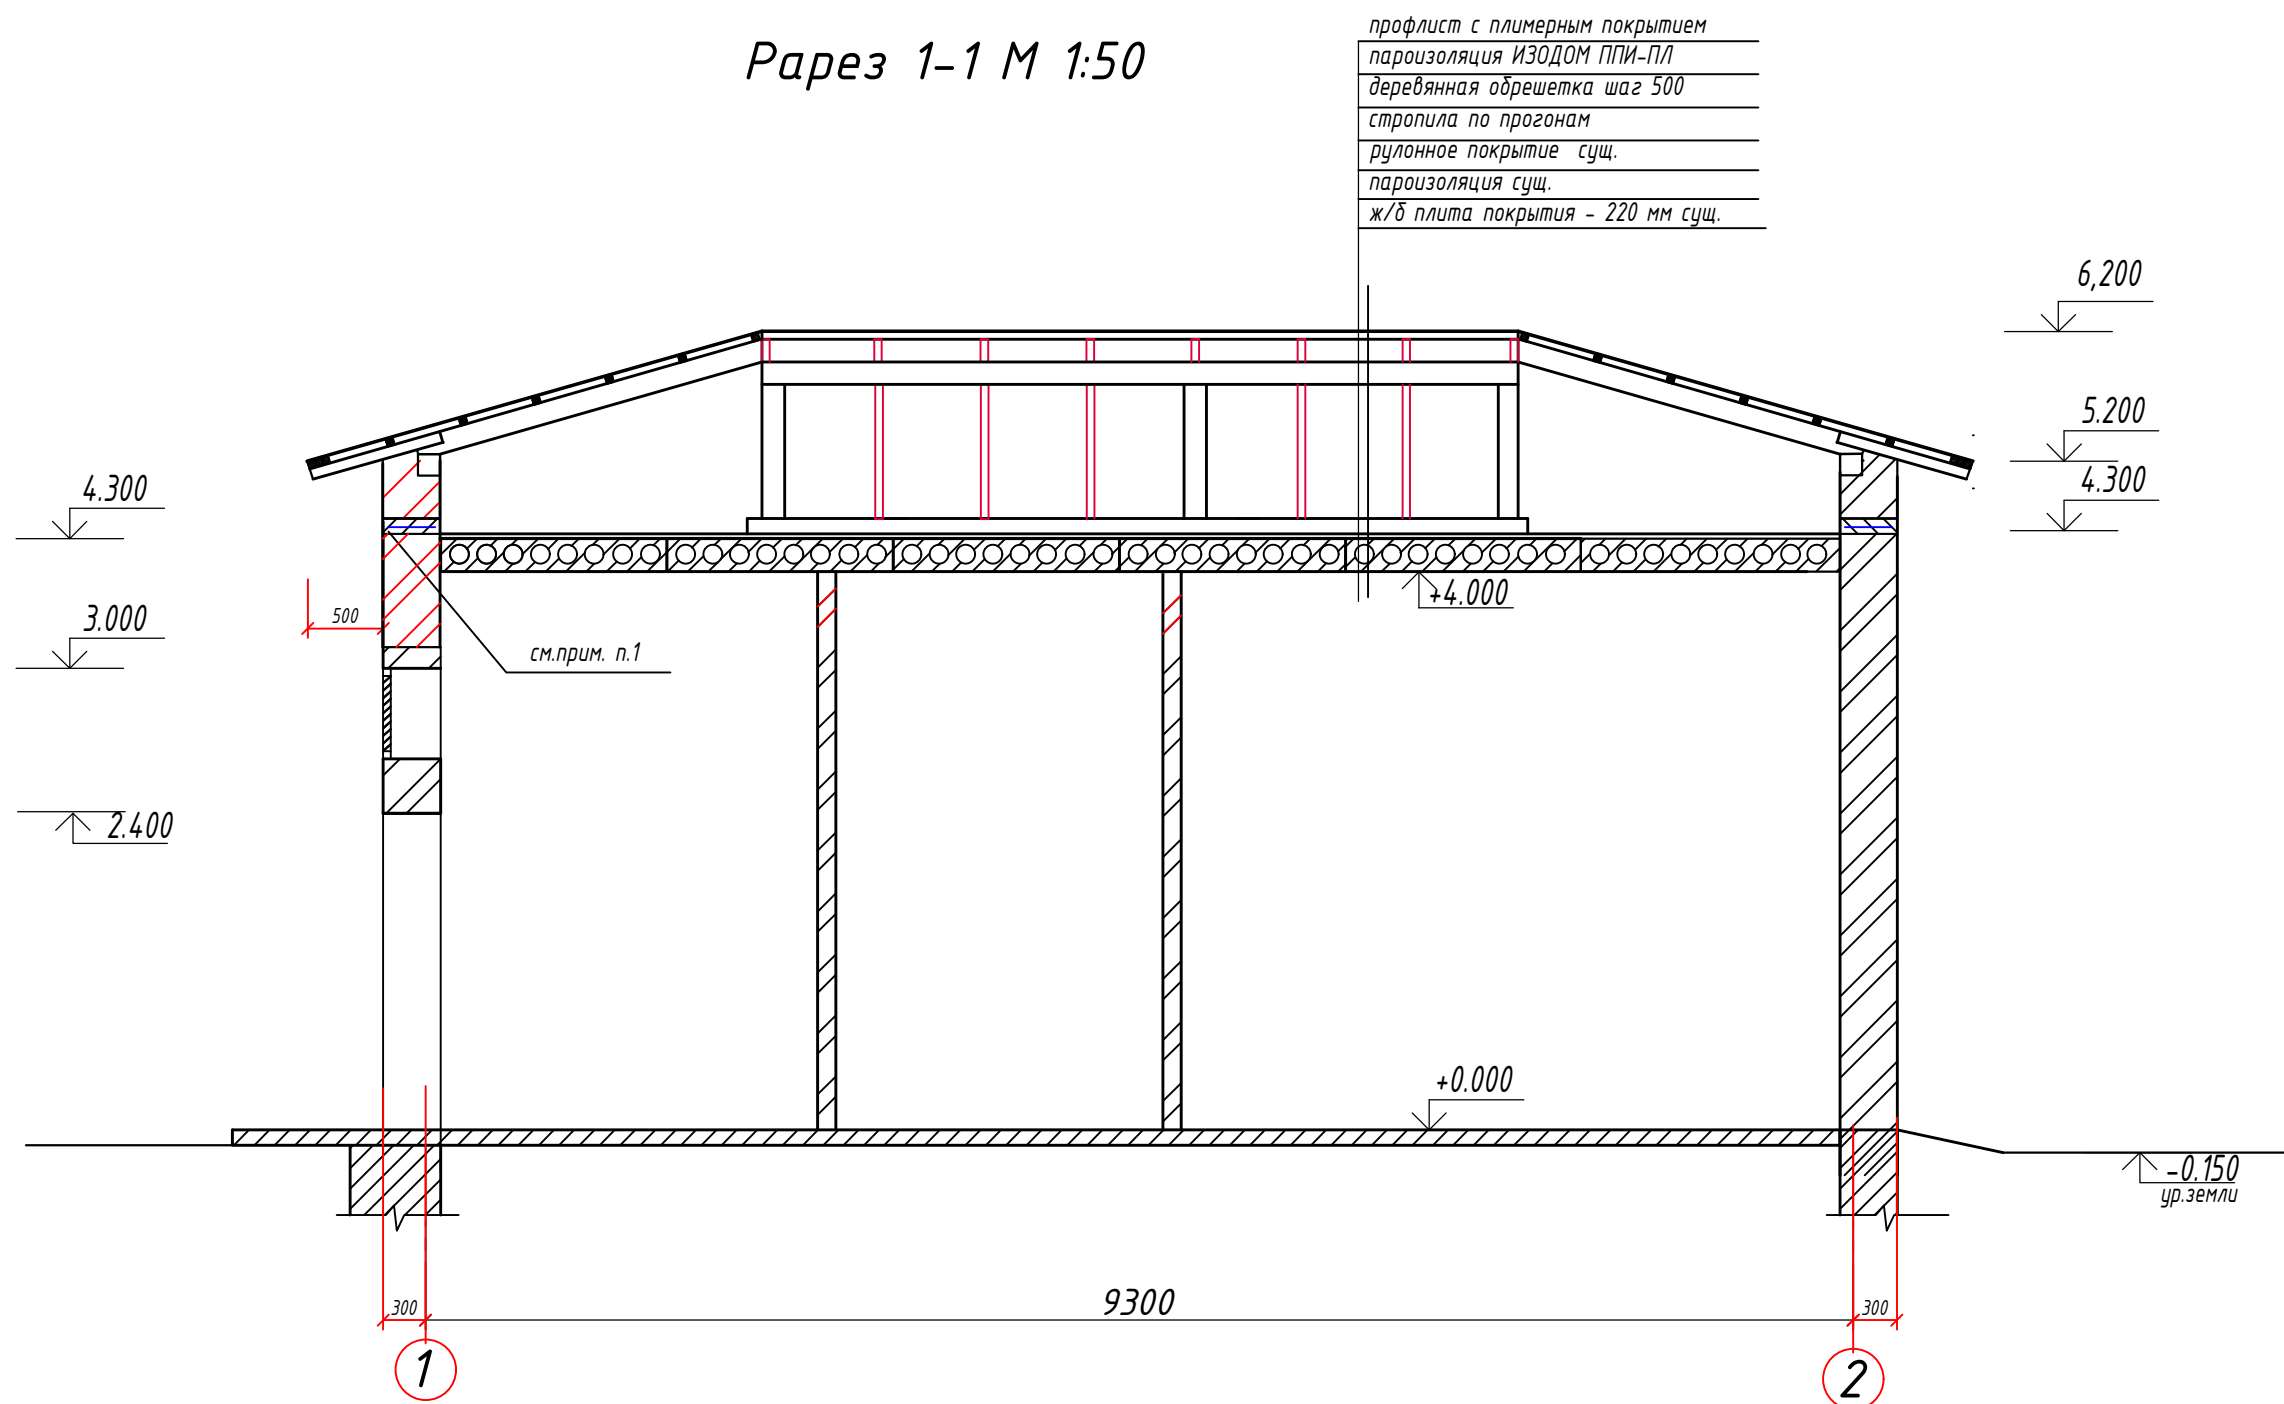 Рарез 1-1 М 1:50
профлист с плимерным покрытием
пароизоляция ИЗОДОМ ППИ-ПЛ
деревянная обрешетка шаг 500
стропила по прогонам
рулонное покрытие сущ.
пароизоляция сущ.
ж/б плита покрытия - 220 мм сущ.
6,200
5.200
4.300
4.300
3.000
2.400
500
см.прим. п.1
+4.000
+0.000
-0.150
ур.земли
300
9300
300
1
2